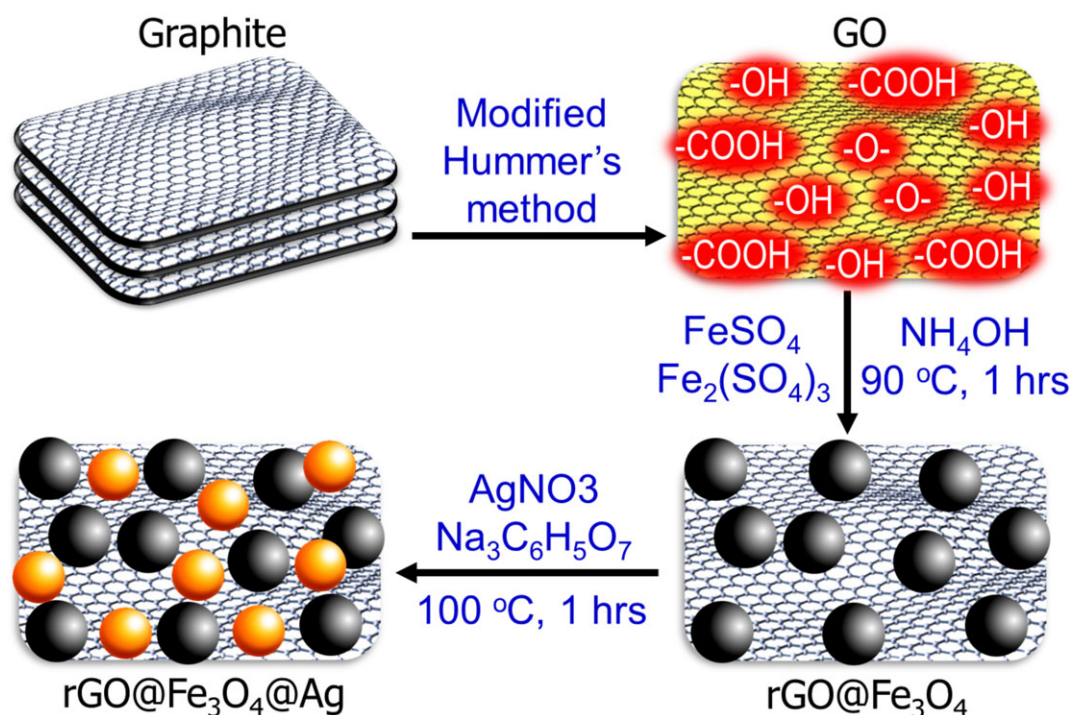 Graphite
Modified
Hummer's
method
GO
-OH
-COOH
-COOH
-O-
-OH
-OH
-O-
-OH
-COOH
-OH
-COOH
FeSO₄
Fe₂(SO₄)₃
NH₄OH
90 ºC, 1 hrs
rGO@Fe₃O₄
AgNO3
Na₃C₆H₅O₇
100 ºC, 1 hrs
rGO@Fe₃O₄@Ag